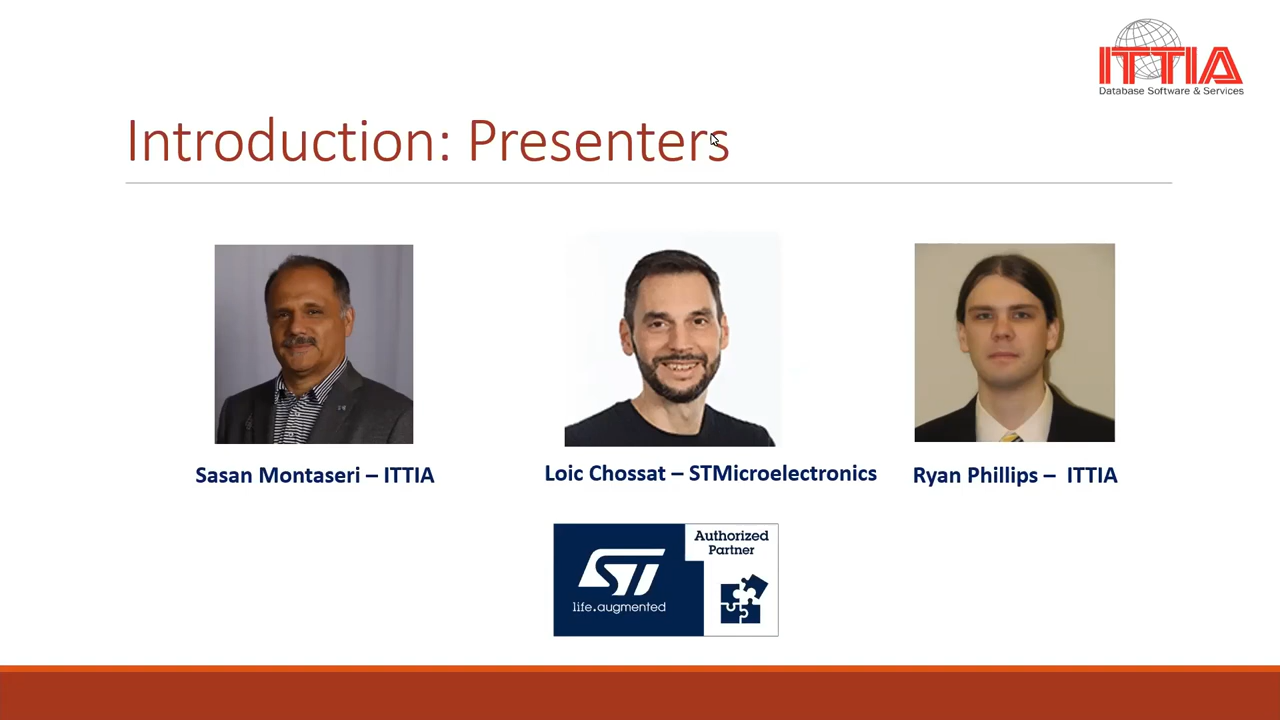 ITTIA
Database Software & Services
Introduction: Presenters
Sasan Montaseri – ITTIA
Loic Chossat – STMicroelectronics
Ryan Phillips – ITTIA
ST
life.augmented
Authorized
Partner